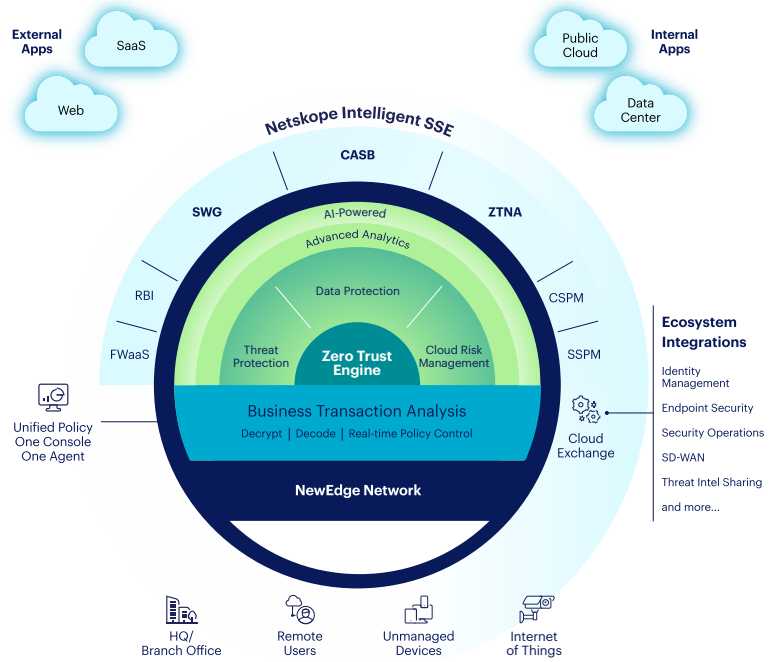 External
Apps
SaaS
Web
Public
Cloud
Internal
Apps
Data
Center
Netskope Intelligent SSE
CASB
SWG
ZTNA
RBI
CSPM
FWaaS
SSPM
AI-Powered
Advanced Analytics
Data Protection
Threat
Protection
Cloud Risk
Management
Zero Trust
Engine
Business Transaction Analysis
Decrypt | Decode | Real-time Policy Control
NewEdge Network
Unified Policy
One Console
One Agent
Cloud
Exchange
Ecosystem
Integrations
Identity
Management
Endpoint Security
Security Operations
SD-WAN
Threat Intel Sharing
and more...
HQ/
Branch Office
Remote
Users
Unmanaged
Devices
Internet
of Things